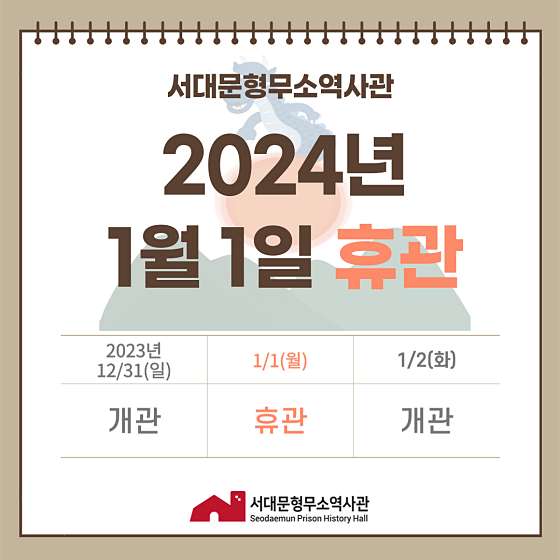 서대문형무소역사관
2024년
1월 1일 휴관
2023년
12/31(일)
1/1(월)
1/2(화)
개관
휴관
개관
서대문형무소역사관
Seodaemun Prison History Hall